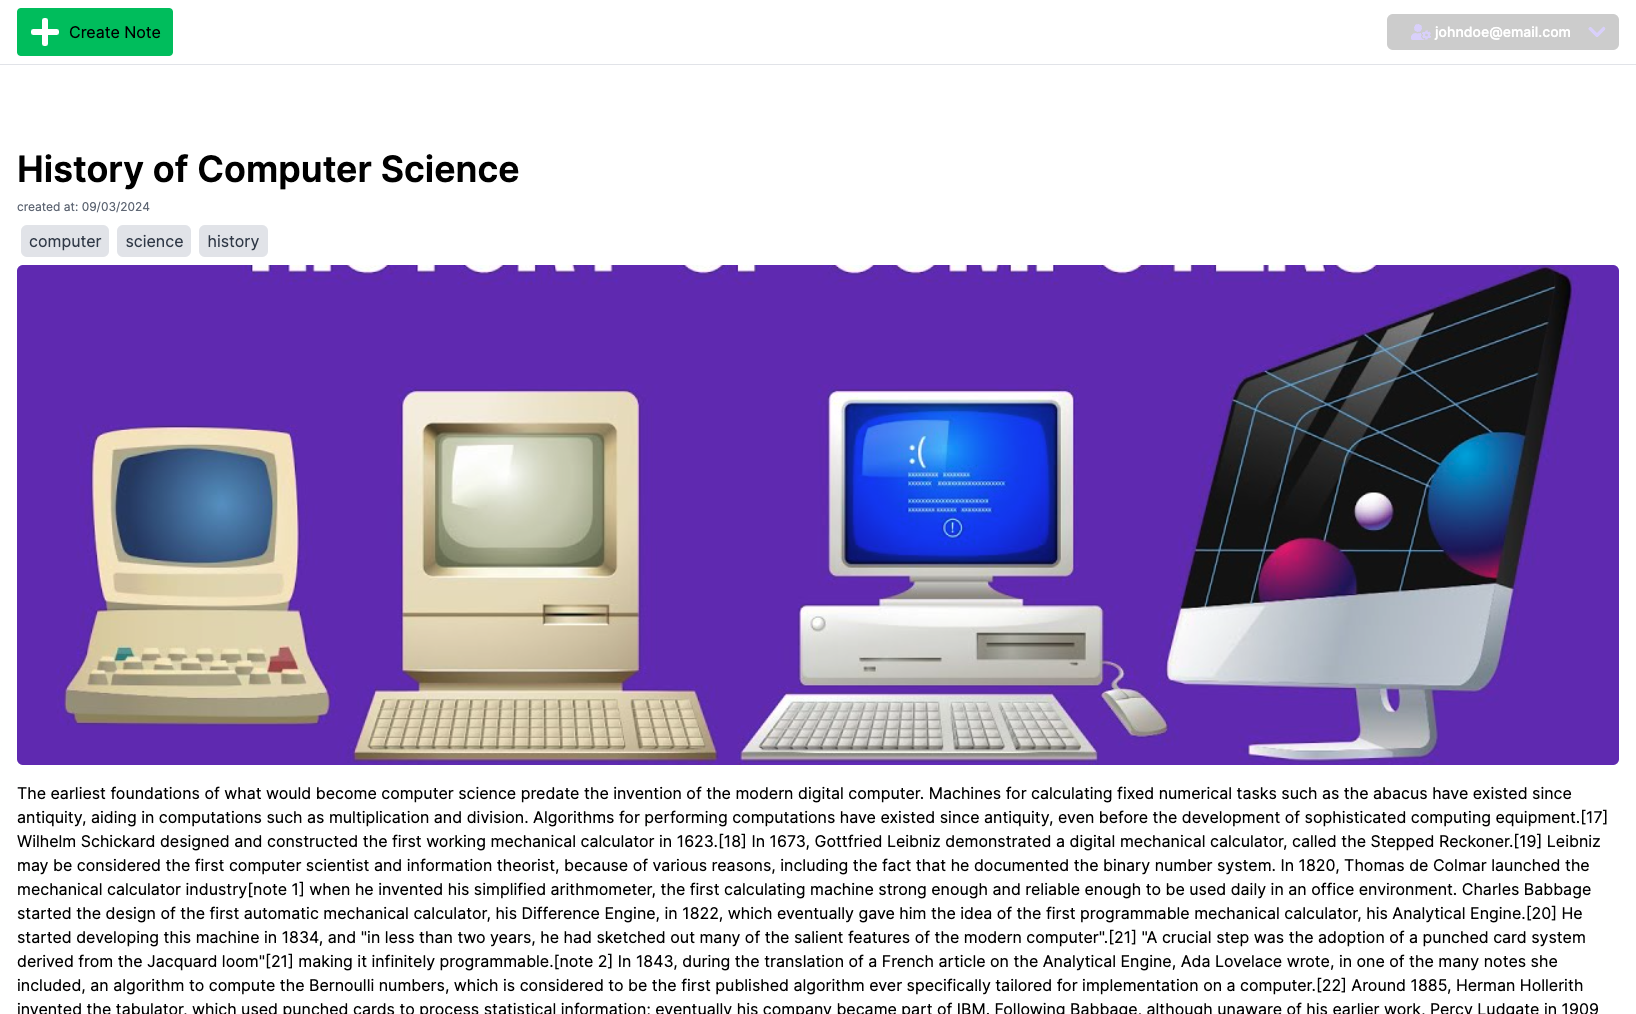 Create Note
johndoe@email.com
History of Computer Science
created at: 09/03/2024
computer science history
:(
The earliest foundations of what would become computer science predate the invention of the modern digital computer. Machines for calculating fixed numerical tasks such as the abacus have existed since
antiquity, aiding in computations such as multiplication and division. Algorithms for performing computations have existed since antiquity, even before the development of sophisticated computing equipment.[17]
Wilhelm Schickard designed and constructed the first working mechanical calculator in 1623.[18] In 1673, Gottfried Leibniz demonstrated a digital mechanical calculator, called the Stepped Reckoner.[19] Leibniz
may be considered the first computer scientist and information theorist, because of various reasons, including the fact that he documented the binary number system. In 1820, Thomas de Colmar launched the
mechanical calculator industry[note 1] when he invented his simplified arithmometer, the first calculating machine strong enough and reliable enough to be used daily in an office environment. Charles Babbage
started the design of the first automatic mechanical calculator, his Difference Engine, in 1822, which eventually gave him the idea of the first programmable mechanical calculator, his Analytical Engine.[20] He
started developing this machine in 1834, and "in less than two years, he had sketched out many of the salient features of the modern computer".[21] "A crucial step was the adoption of a punched card system
derived from the Jacquard loom"[21] making it infinitely programmable.[note 2] In 1843, during the translation of a French article on the Analytical Engine, Ada Lovelace wrote, in one of the many notes she
included, an algorithm to compute the Bernoulli numbers, which is considered to be the first published algorithm ever specifically tailored for implementation on a computer.[22] Around 1885, Herman Hollerith
invented the tabulator, which used punched cards to process statistical information; eventually his company became part of IBM. Following Babbage, although unaware of his earlier work, Percy Ludgate in 1909